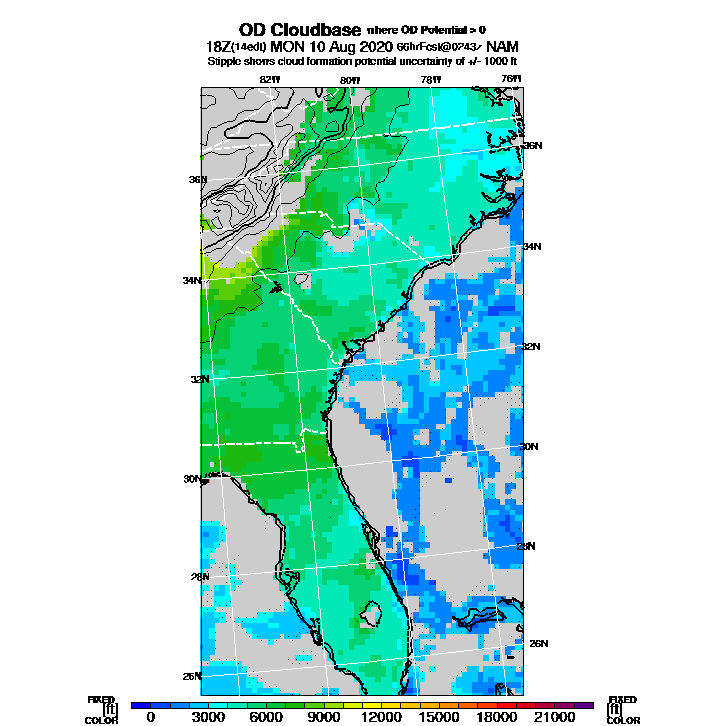 OD Cloudbase where OD Potential > 0
18Z(14edt) MON 10 Aug 2020 66hrFcst@0243z NAM
Stipple shows cloud formation potential uncertainty of +/- 1000 ft
82W 80W 78W 76W
36N
36N
34N
34N
32N
32N
30N
30N
28N
28N
26N
26N
FIXED FIXED
[ft] [ft]
COLOR 0 3000 6000 9000 12000 15000 18000 21000 COLOR